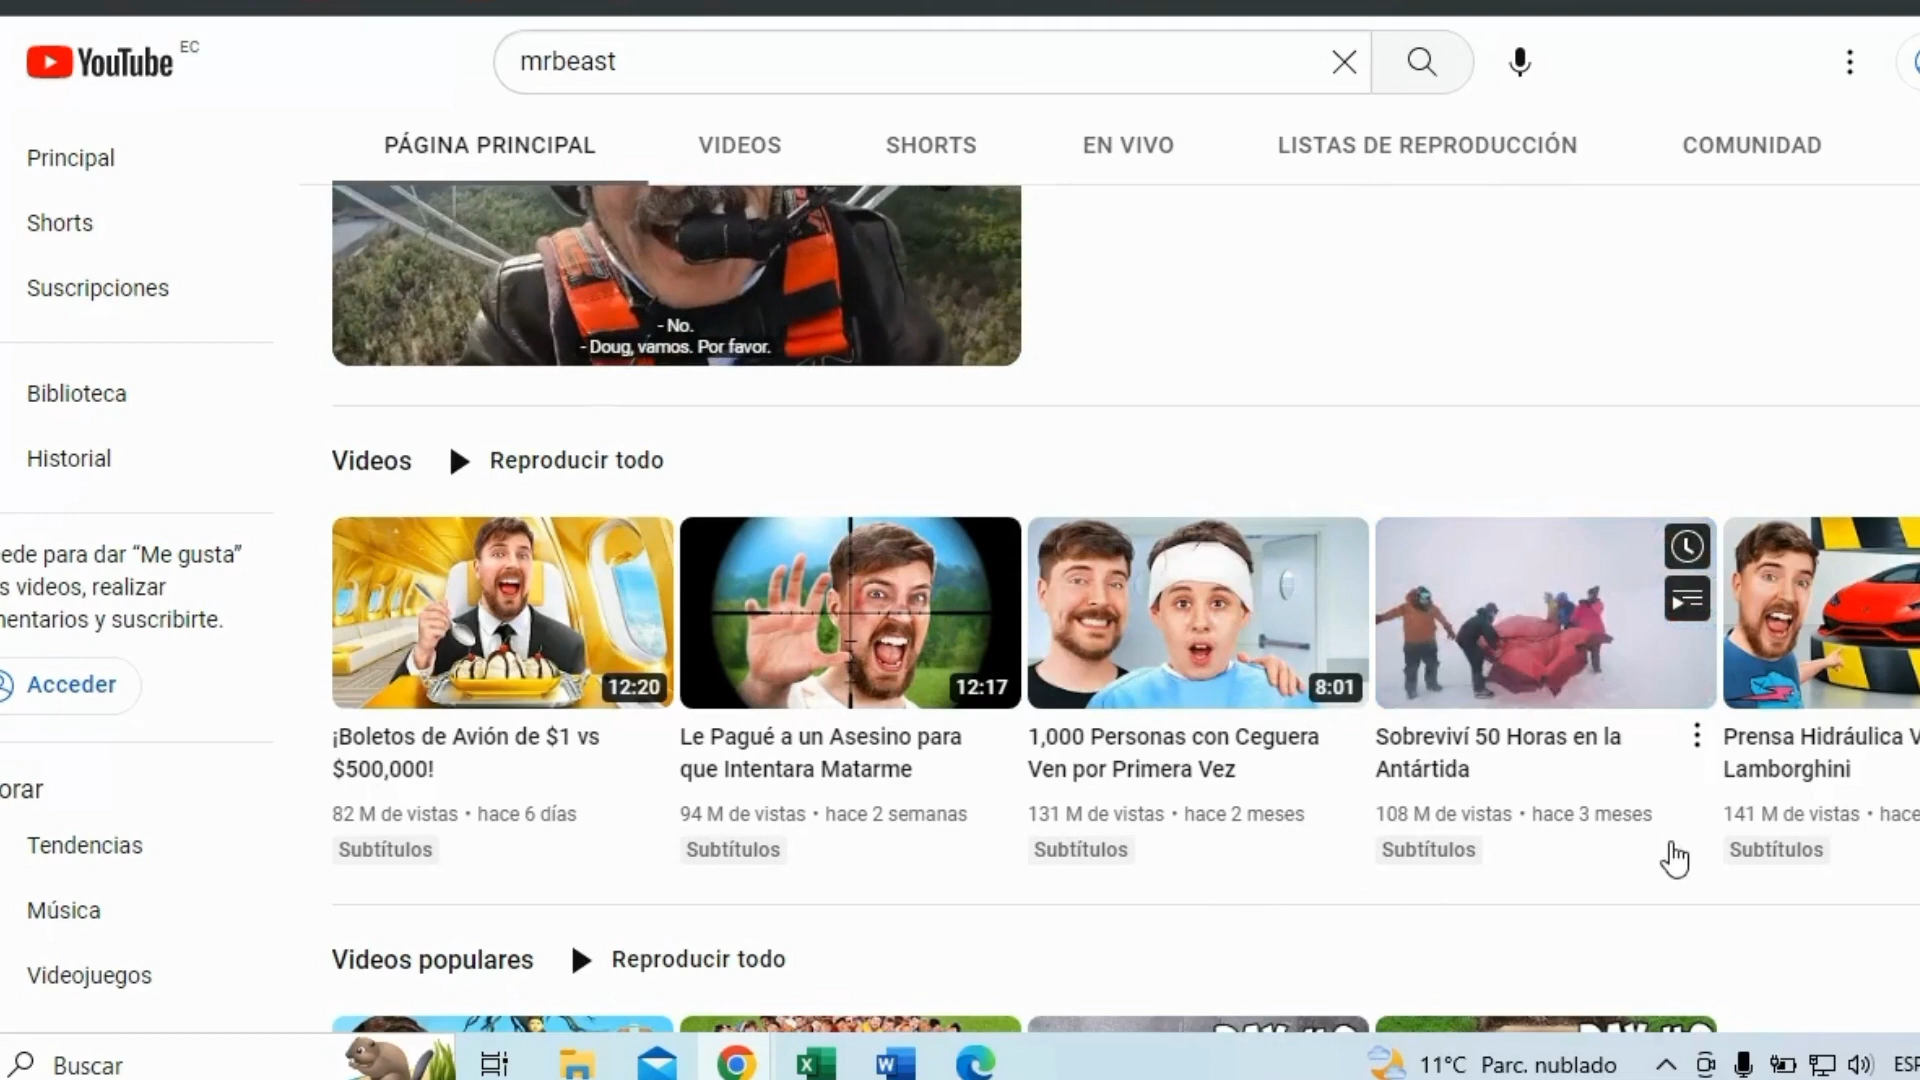 YouTube EC
mrbeast
Principal
Shorts
Suscripciones
Biblioteca
Historial
ede para dar “Me gusta”
s videos, realizar
nentarios y suscribirte.
Acceder
orar
Tendencias
Música
Videojuegos
PÁGINA PRINCIPAL VIDEOS SHORTS EN VIVO LISTAS DE REPRODUCCIÓN COMUNIDAD
- No.
- Doug, vamos. Por favor.
Videos Reproducir todo
12:20
¡Boletos de Avión de $1 vs
$500,000!
82 M de vistas • hace 6 días
Subtítulos
12:17
Le Pagué a un Asesino para
que Intentara Matarme
94 M de vistas • hace 2 semanas
Subtítulos
8:01
1,000 Personas con Ceguera
Ven por Primera Vez
131 M de vistas • hace 2 meses
Subtítulos
Sobreviví 50 Horas en la
Antártida
108 M de vistas • hace 3 meses
Subtítulos
Prensa Hidráulica V
Lamborghini
141 M de vistas • hace
Subtítulos
Videos populares Reproducir todo
Buscar
11°C Parc. nublado
ESP